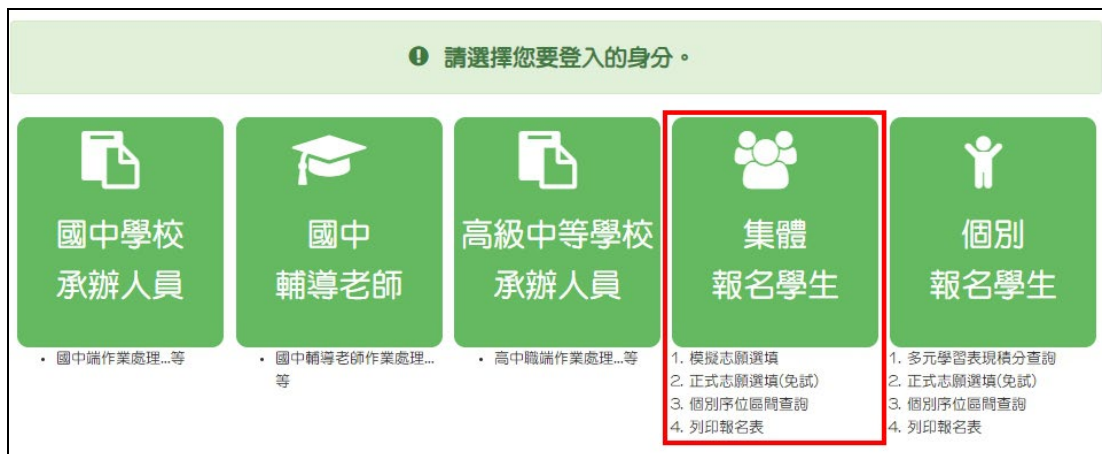 請選擇您要登入的身分。
國中學校
承辦人員
• 國中端作業處理...等
國中
輔導老師
• 國中輔導老師作業處理...
等
高級中等學校
承辦人員
• 高中職端作業處理...等
集體
報名學生
1. 模擬志願選填
2. 正式志願選填(免試)
3. 個別序位區間查詢
4. 列印報名表
個別
報名學生
1. 多元學習表現積分查詢
2. 正式志願選填(免試)
3. 個別序位區間查詢
4. 列印報名表